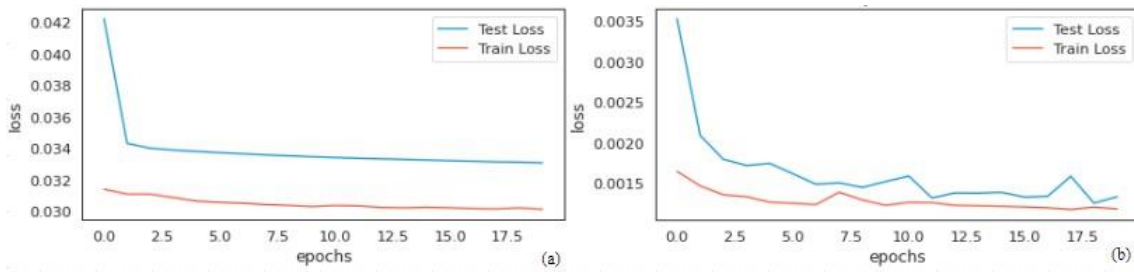 0.042
0.040
0.038
0.036
0.034
0.032
0.030
loss
0.0 2.5 5.0 7.5 10.0 12.5 15.0 17.5
epochs
Test Loss
Train Loss
(a)
0.0035
0.0030
0.0025
0.0020
0.0015
loss
0.0 2.5 5.0 7.5 10.0 12.5 15.0 17.5
epochs
Test Loss
Train Loss
(b)